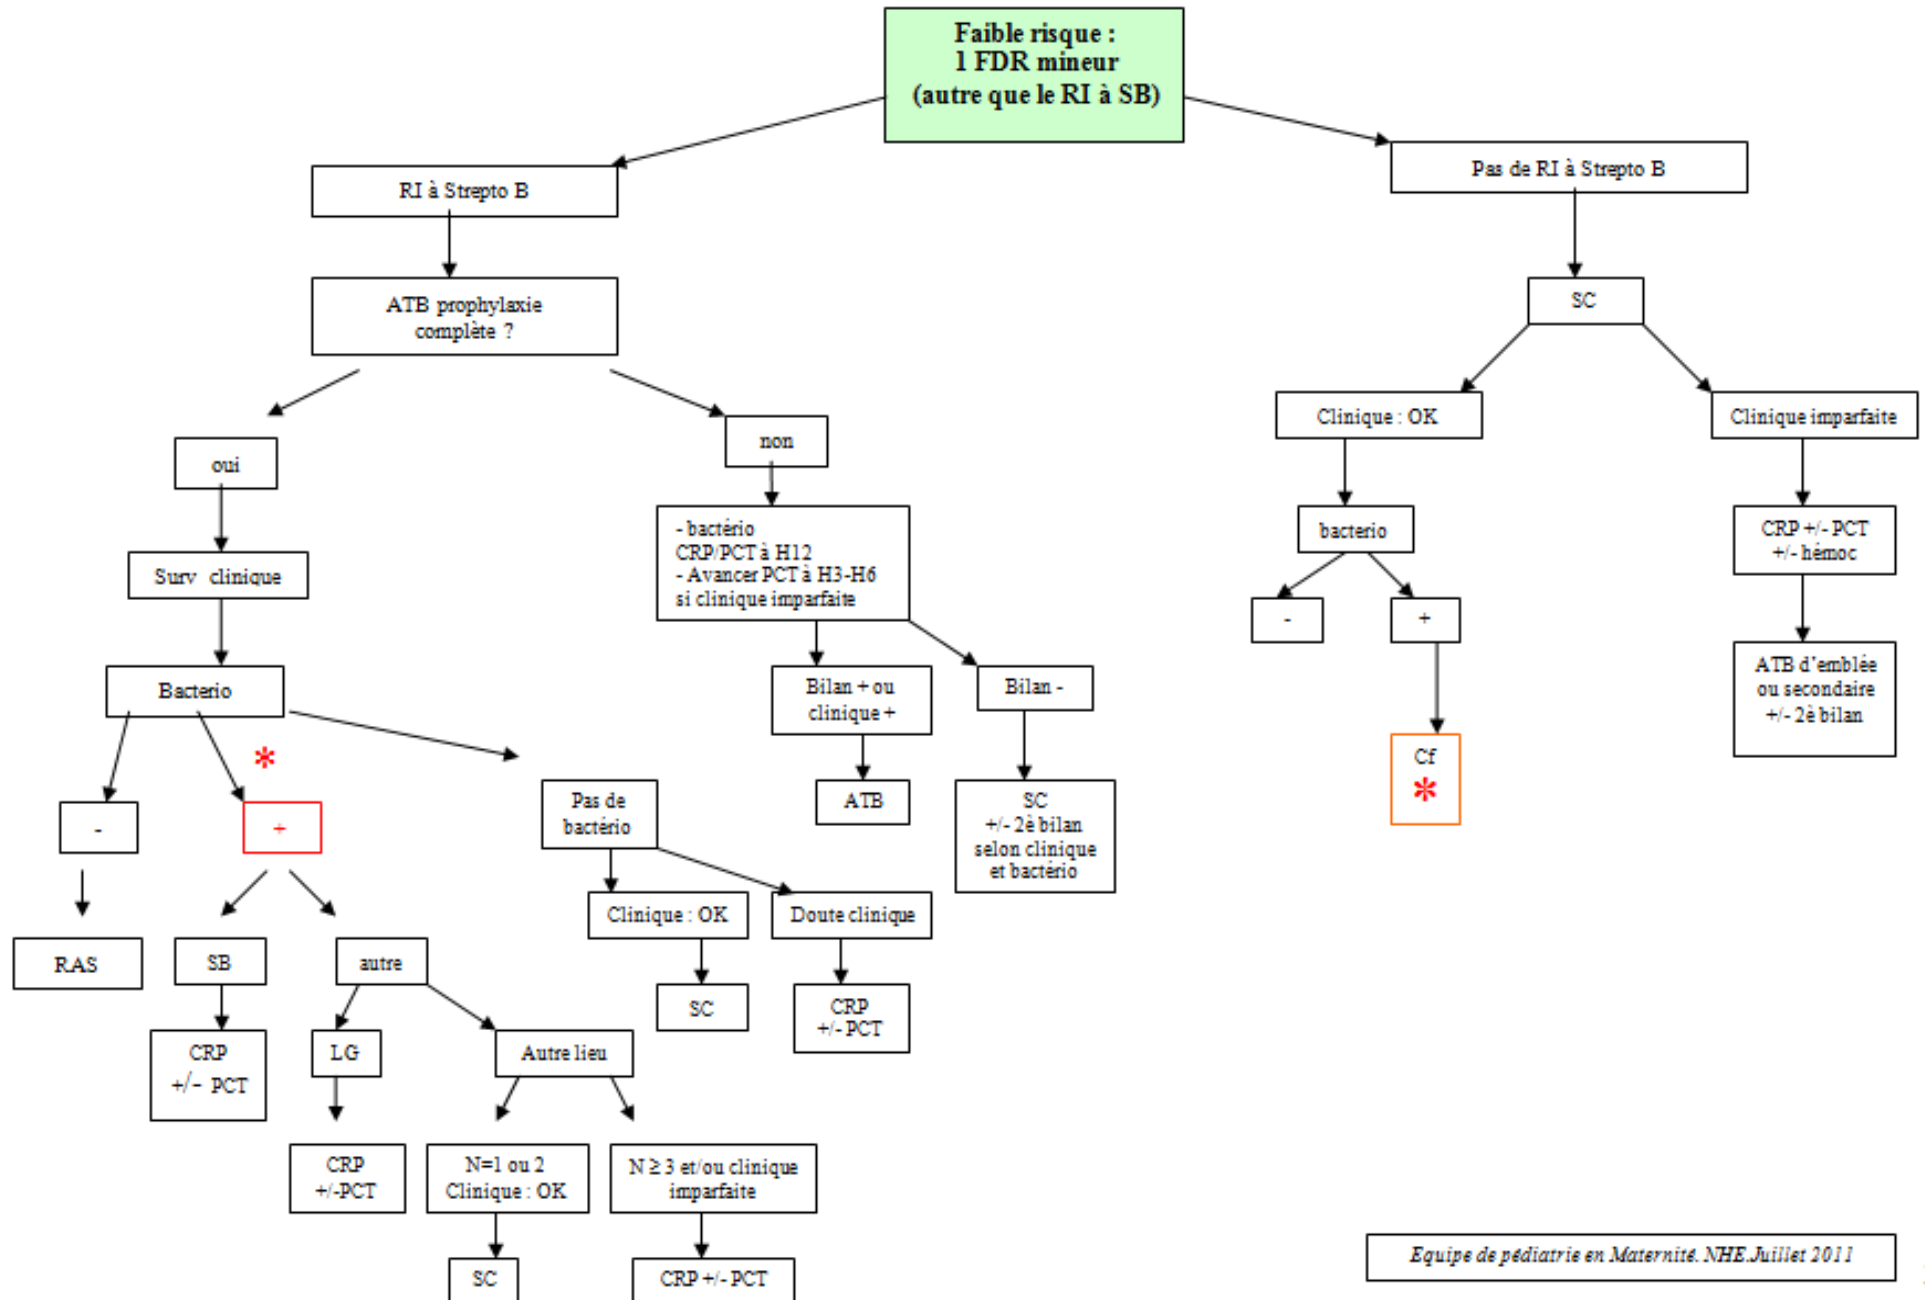 Faible risque :
1 FDR mineur
(autre que le RI à SB)
RI à Strepto B
Pas de RI à Strepto B
ATB prophylaxie
complète ?
SC
oui
non
Clinique : OK
Clinique imparfaite
Surv clinique
- bactério
CRP/PCT à H12
- Avancer PCT à H3-H6
si clinique imparfaite
bacterio
CRP +/- PCT
+/- hémoc
-
+
Bacterio
Bilan + ou
clinique +
Bilan -
ATB d'emblée
ou secondaire
+/- 2è bilan
Cf
*
*
-
+
Pas de
bactério
ATB
SC
+/- 2è bilan
selon clinique
et bactério
Clinique : OK
Doute clinique
RAS
SB
autre
SC
CRP
+/- PCT
CRP
+/- PCT
LG
Autre lieu
CRP
+/-PCT
N=1 ou 2
Clinique : OK
N ≥ 3 et/ou clinique
imparfaite
SC
CRP +/- PCT
Equipe de pédiatrie en Maternité. NHE.Juillet 2011